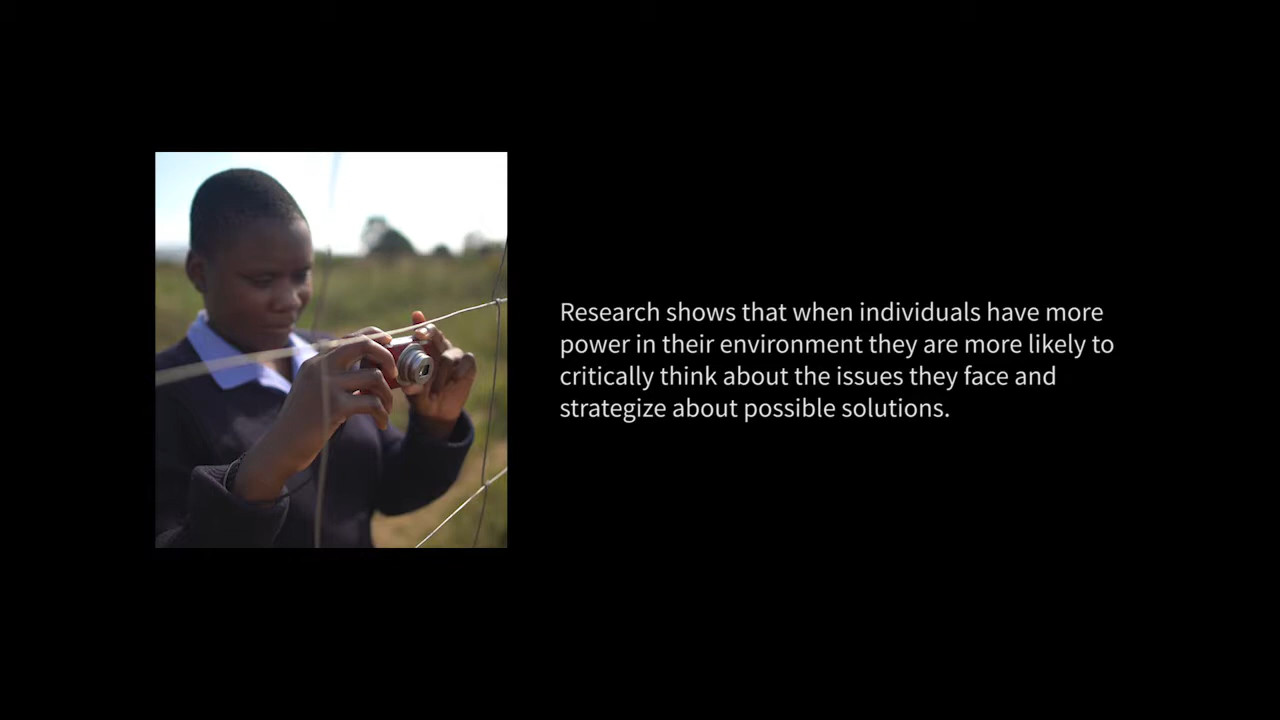 Research shows that when individuals have more
power in their environment they are more likely to
critically think about the issues they face and
strategize about possible solutions.